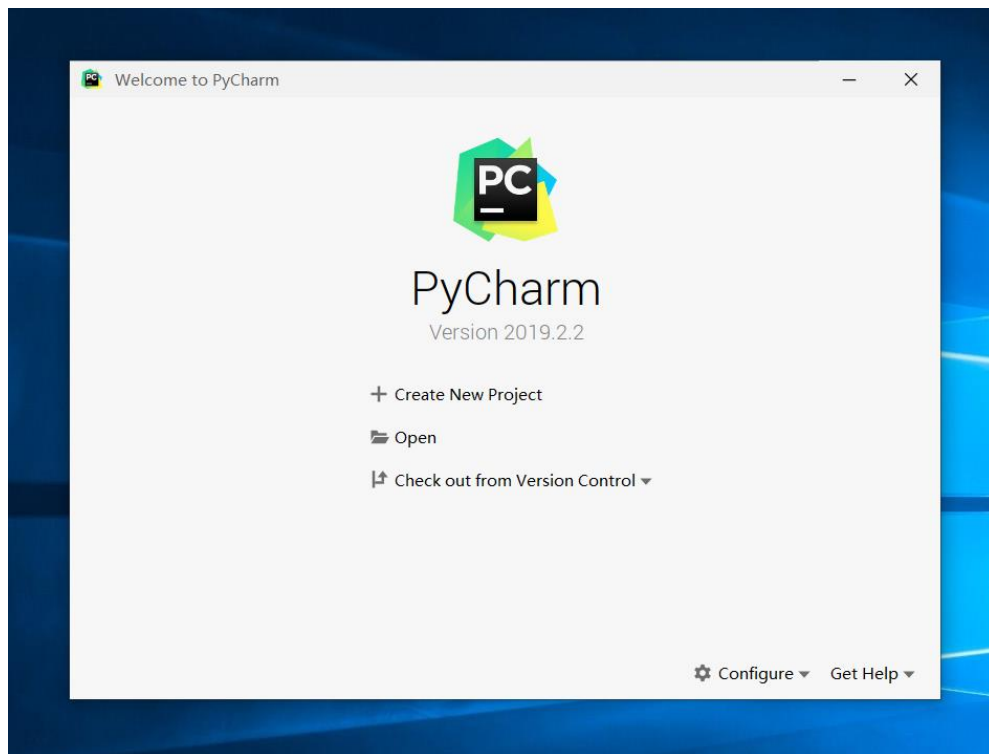 Welcome to PyCharm
PC
PyCharm
Version 2019.2.2
Create New Project
Open
Check out from Version Control
Configure Get Help